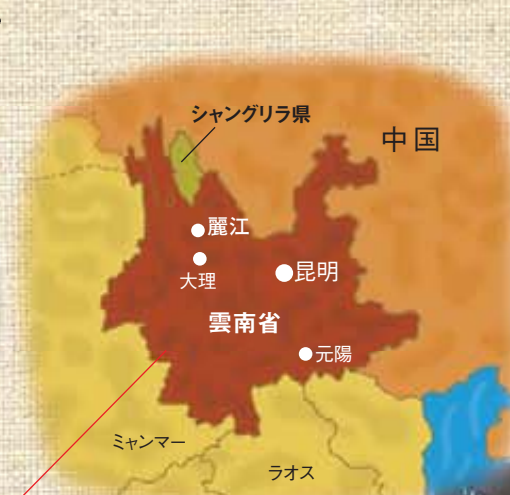 シャングリラ県
中国
麗江
大理
昆明
雲南省
元陽
ミャンマー
ラオス